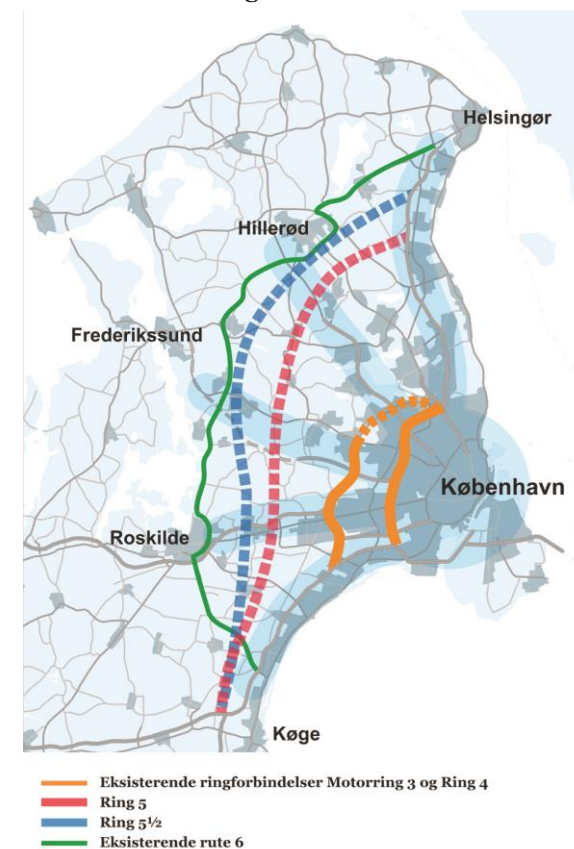 Helsingør
Hillerød
Frederikssund
København
Roskilde
Køge
Eksisterende ringforbindelser Motorring 3 og Ring 4
Ring 5
Ring 5½
Eksisterende rute 6